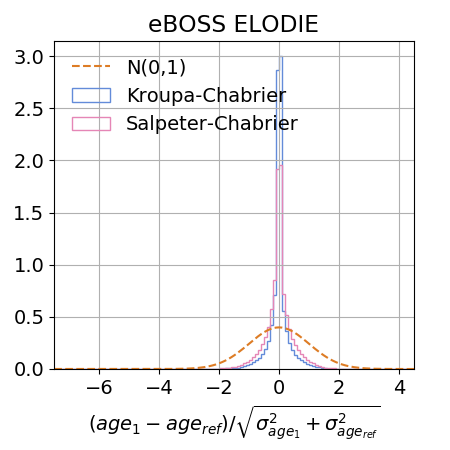 eBOSS ELODIE
3.0
2.5
2.0
1.5
1.0
0.5
0.0
N(0,1)
Kroupa-Chabrier
Salpeter-Chabrier
−6 −4 −2 0 2 4
$(age_1 - age_{ref})/\sqrt{\sigma^2_{age_1} + \sigma^2_{age_{ref}}}$